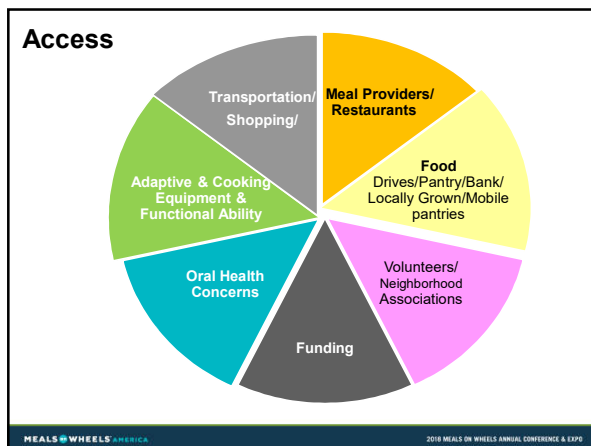 Access
Transportation/
Shopping/
Meal Providers/
Restaurants
Food
Drives/Pantry/Bank/
Locally Grown/Mobile
pantries
Adaptive & Cooking
Equipment &
Functional Ability
Oral Health
Concerns
Volunteers/
Neighborhood
Associations
Funding
MEALS ON WHEELS AMERICA
2018 MEALS ON WHEELS ANNUAL CONFERENCE & EXPO